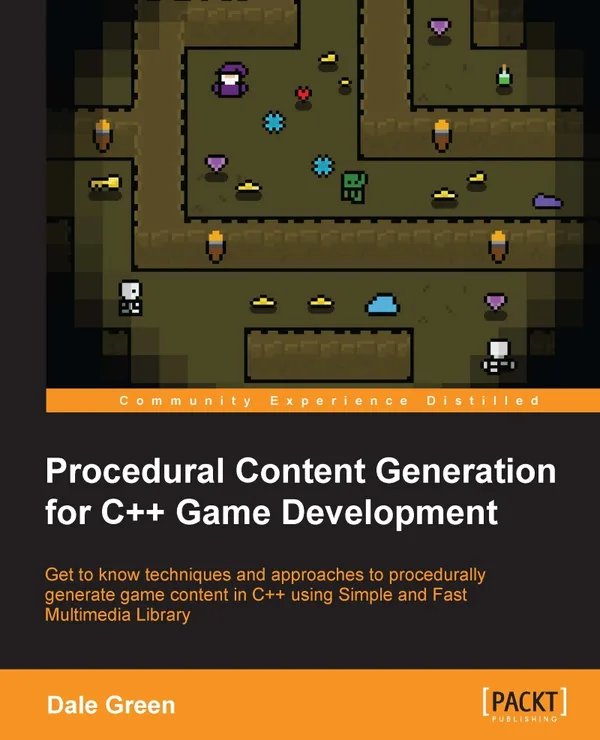 Community Experience Distilled
Procedural Content Generation
for C++ Game Development
Get to know techniques and approaches to procedurally
generate game content in C++ using Simple and Fast
Multimedia Library
Dale Green
[PACKT]
PUBLISHING